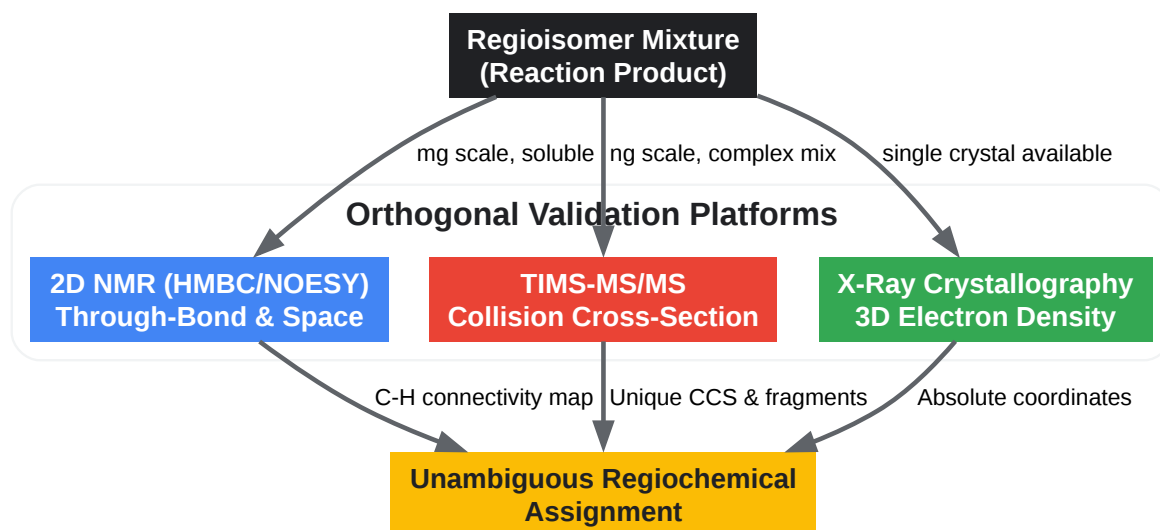 Regioisomer Mixture
(Reaction Product)
mg scale, soluble
ng scale, complex mix
single crystal available
Orthogonal Validation Platforms
2D NMR (HMBC/NOESY)
Through-Bond & Space
TIMS-MS/MS
Collision Cross-Section
X-Ray Crystallography
3D Electron Density
C-H connectivity map
Unique CCS & fragments
Absolute coordinates
Unambiguous Regiochemical
Assignment